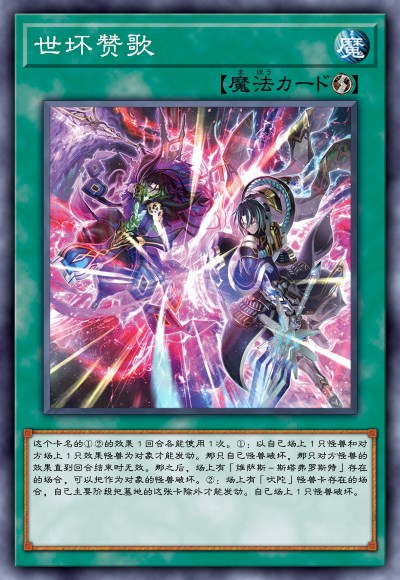 世坏赞歌
魔
【魔法カード】
ま ほう
这个卡名的①②的效果1回合各能使用1次。①:以自己场上1只怪兽和对
方场上1只效果怪兽为对象才能发动。那只自己怪兽破坏,那只对方怪兽的
效果直到回合结束时无效。那之后,场上有「维萨斯-斯塔弗罗斯特」存在
的场合,可以把作为对象的怪兽破坏。②:场上有「吠陀」怪兽卡存在的场
合,自己主要阶段把墓地的这张卡除外才能发动。自己场上1只怪兽破坏。